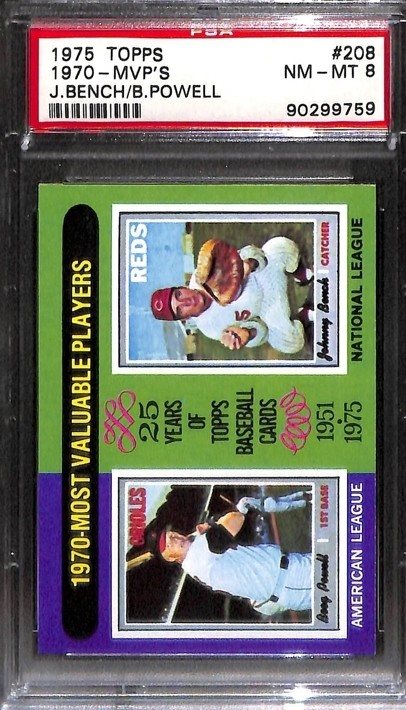 PSA
1975 TOPPS #208
1970-MVP'S NM-MT 8
J.BENCH/B.POWELL
90299759
1970-MOST VALUABLE PLAYERS
ORIOLES
Boog Powell 1ST BASE
AMERICAN LEAGUE
25
YEARS
OF
TOPPS
BASEBALL
CARDS
1951
•
1975
REDS
C
5
Johnny Bench CATCHER
NATIONAL LEAGUE